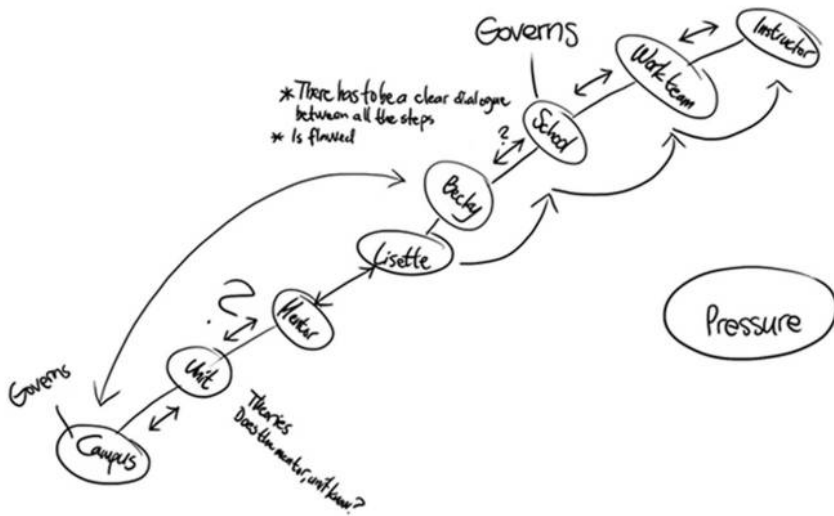 Governs
Instructor
Work team
School
* There has to be a clear dialogue
between all the steps
* Is flawed
?
Becky
Lisette
?
Mentor
Unit
Pressure
Governs
Campus
Theories
Does the mentor, unit know?